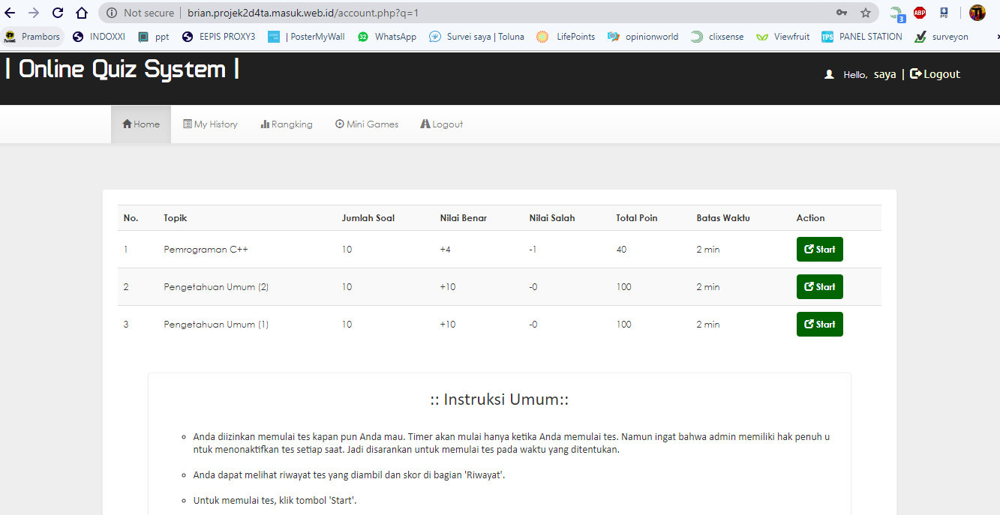 Not secure | brian.projek2d4ta.masuk.web.id/account.php?q=1
3 ABP
Prambors INDOXXI ppt EEPIS PROXY3 | PosterMyWall 32 WhatsApp Survei saya | Toluna LifePoints opinionworld clixsense Viewfruit TPS PANEL STATION surveyon
| Online Quiz System |
Hello, saya | Logout
Home My History Rangking Mini Games Logout
No. Topik Jumlah Soal Nilai Benar Nilai Salah Total Poin Batas Waktu Action
1 Pemrograman C++ 10 +4 -1 40 2 min Start
2 Pengetahuan Umum (2) 10 +10 -0 100 2 min Start
3 Pengetahuan Umum (1) 10 +10 -0 100 2 min Start
:: Instruksi Umum::
Anda diizinkan memulai tes kapan pun Anda mau. Timer akan mulai hanya ketika Anda memulai tes. Namun ingat bahwa admin memiliki hak penuh u
ntuk menonaktifkan tes setiap saat. Jadi disarankan untuk memulai tes pada waktu yang ditentukan.
Anda dapat melihat riwayat tes yang diambil dan skor di bagian 'Riwayat'.
Untuk memulai tes, klik tombol 'Start'.